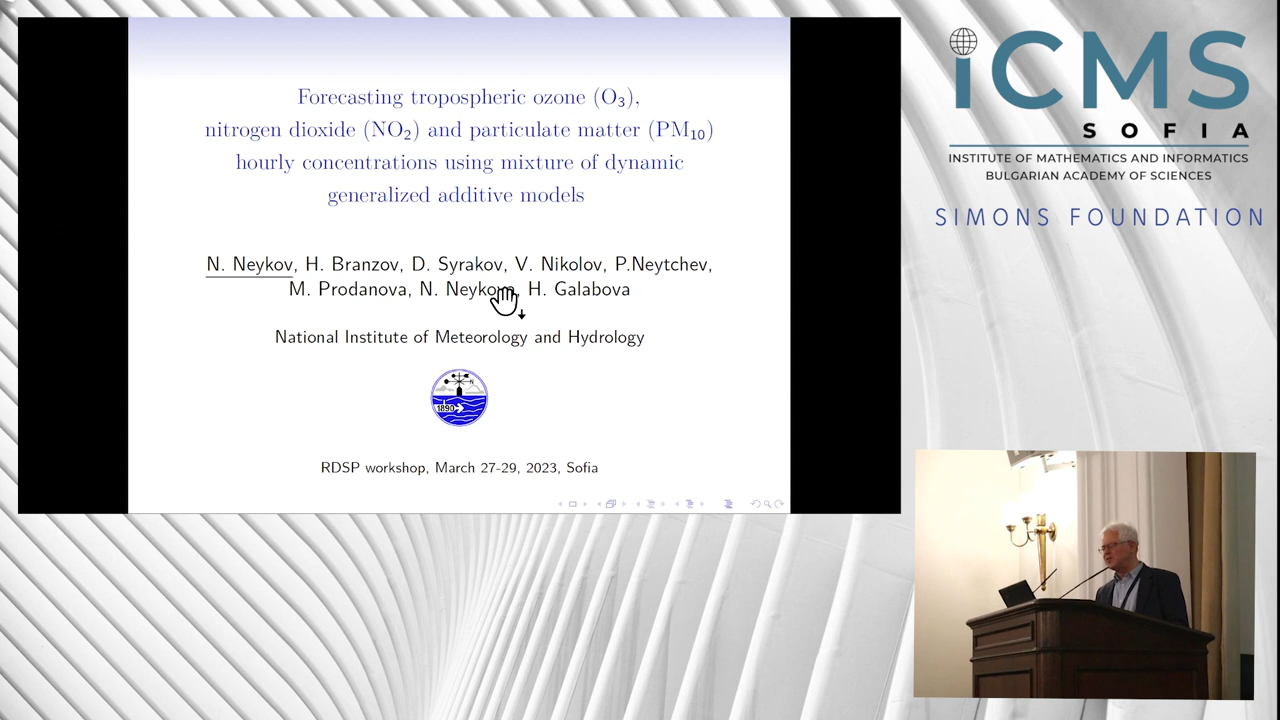 Forecasting tropospheric ozone (O₃),
nitrogen dioxide (NO₂) and particulate matter (PM₁₀)
hourly concentrations using mixture of dynamic
generalized additive models
N. Neykov, H. Branzov, D. Syrakov, V. Nikolov, P.Neytchev,
M. Prodanova, N. Neykova, H. Galabova
National Institute of Meteorology and Hydrology
N
1890
RDSP workshop, March 27-29, 2023, Sofia
iCMS
SOFIA
INSTITUTE OF MATHEMATICS AND INFORMATICS
BULGARIAN ACADEMY OF SCIENCES
SIMONS FOUNDATION